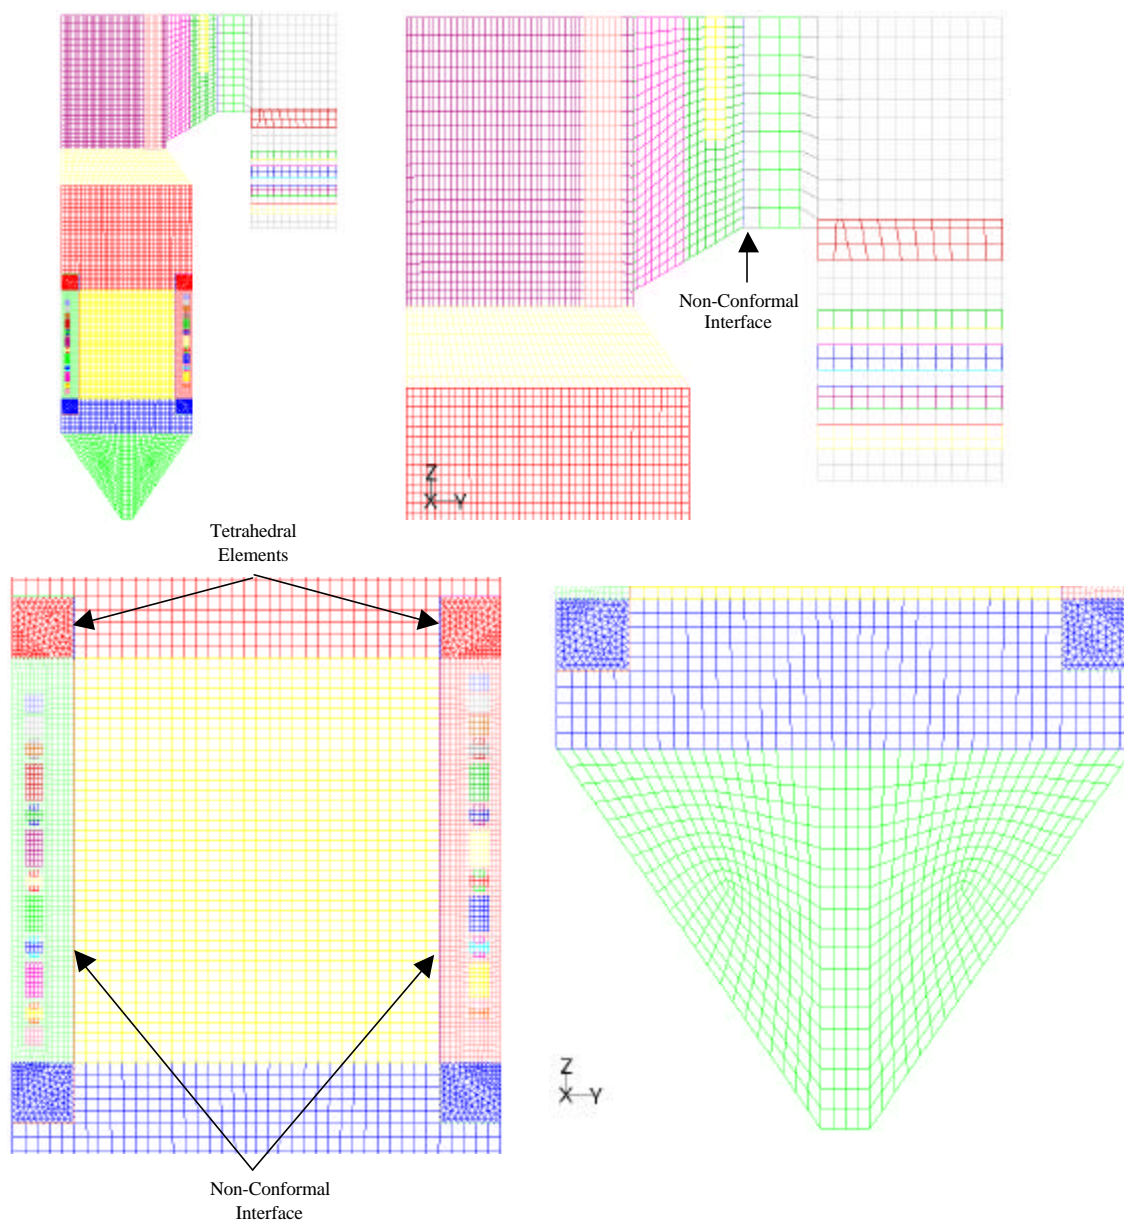 Non-Conformal
Interface
Z
X Y
Tetrahedral
Elements
Z
X Y
Non-Conformal
Interface